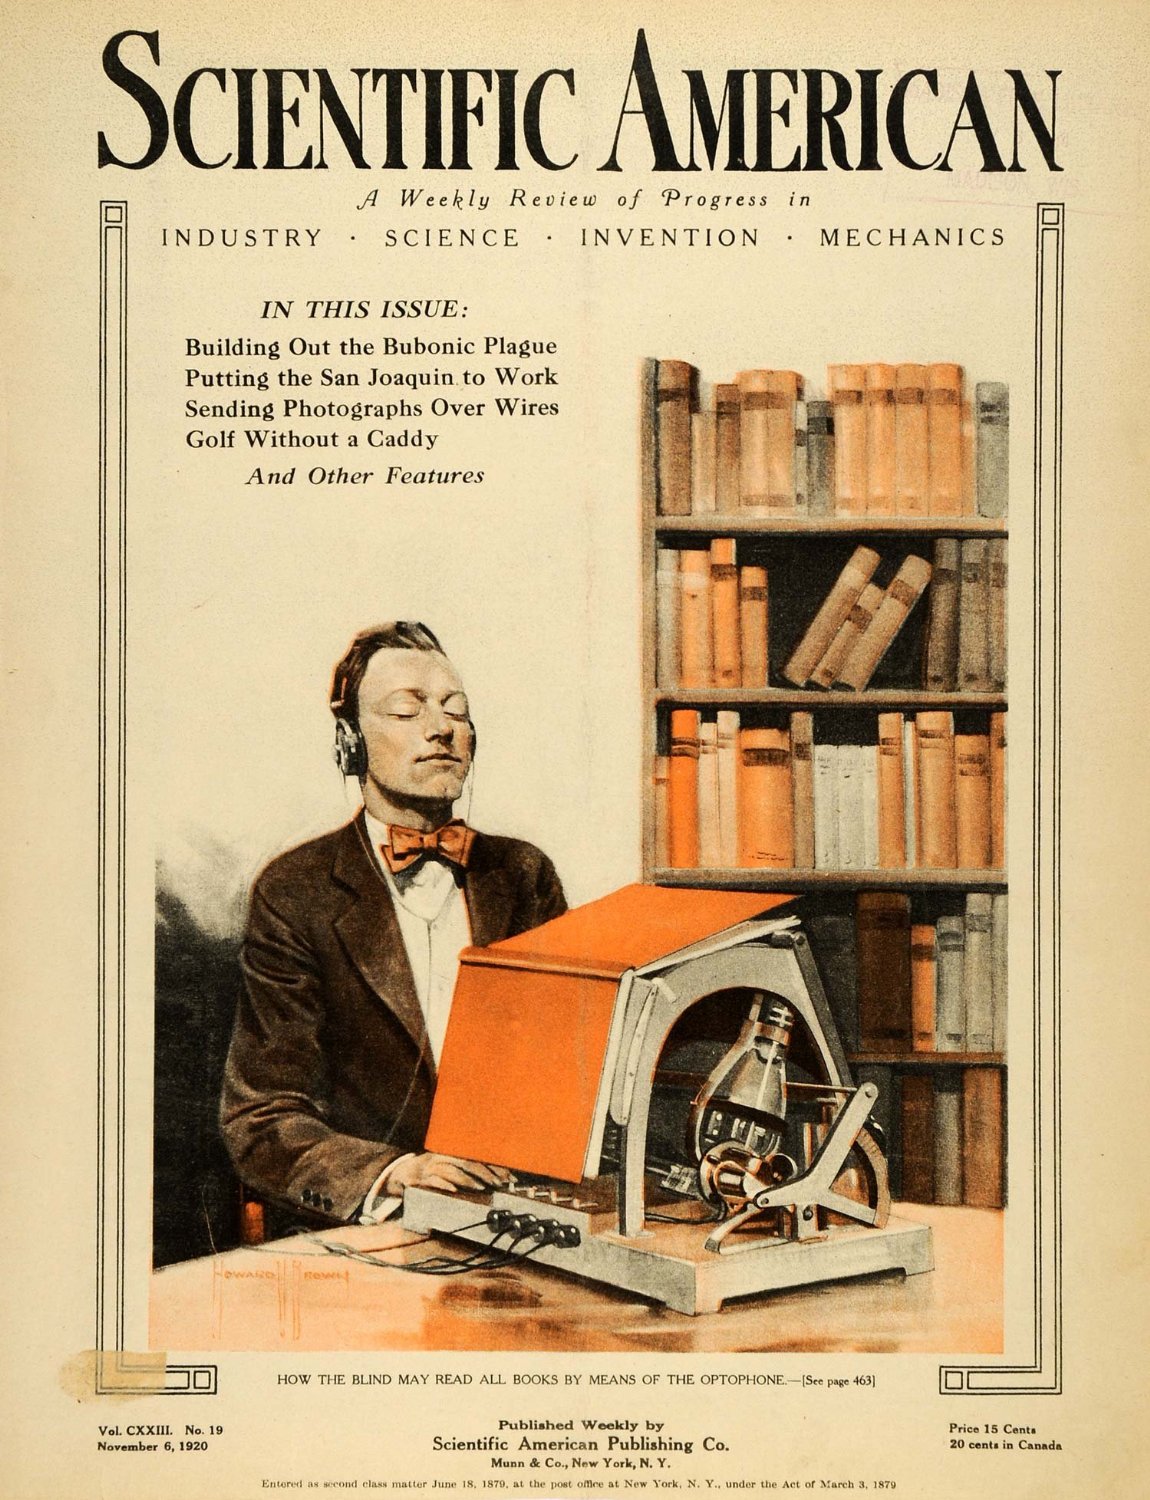 SCIENTIFIC AMERICAN
A Weekly Review of Progress in
INDUSTRY · SCIENCE · INVENTION · MECHANICS
IN THIS ISSUE:
Building Out the Bubonic Plague
Putting the San Joaquin to Work
Sending Photographs Over Wires
Golf Without a Caddy
And Other Features
HOWARD V. BROWN
HOW THE BLIND MAY READ ALL BOOKS BY MEANS OF THE OPTOPHONE.—[See page 463]
Vol. CXXIII. No. 19
November 6, 1920
Published Weekly by
Scientific American Publishing Co.
Munn & Co., New York, N. Y.
Price 15 Cents
20 cents in Canada
Entered as second class matter June 18, 1879, at the post office at New York, N. Y., under the Act of March 3, 1879